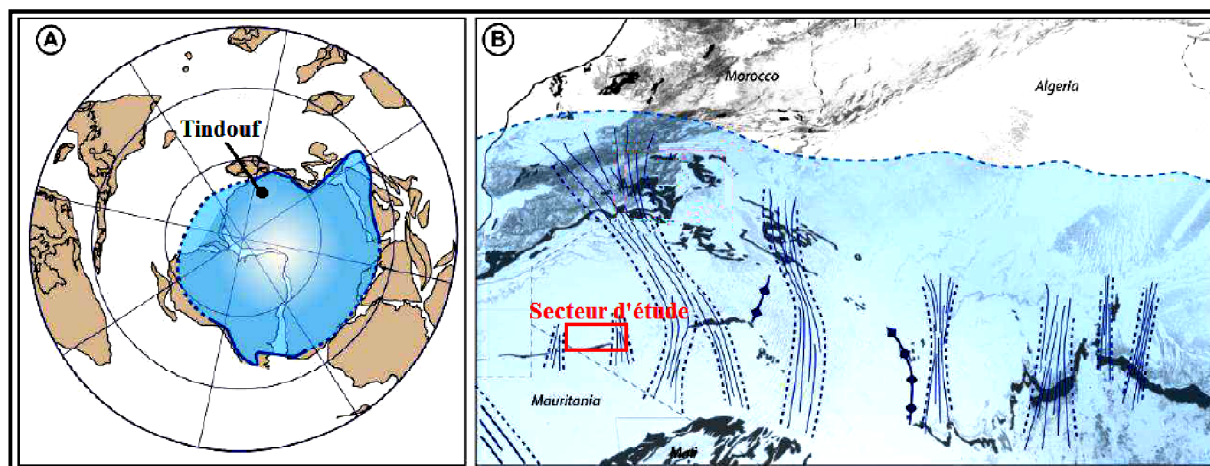 A
Tindouf
B
Morocco
Algeria
Secteur d'étude
Mauritania
Mali